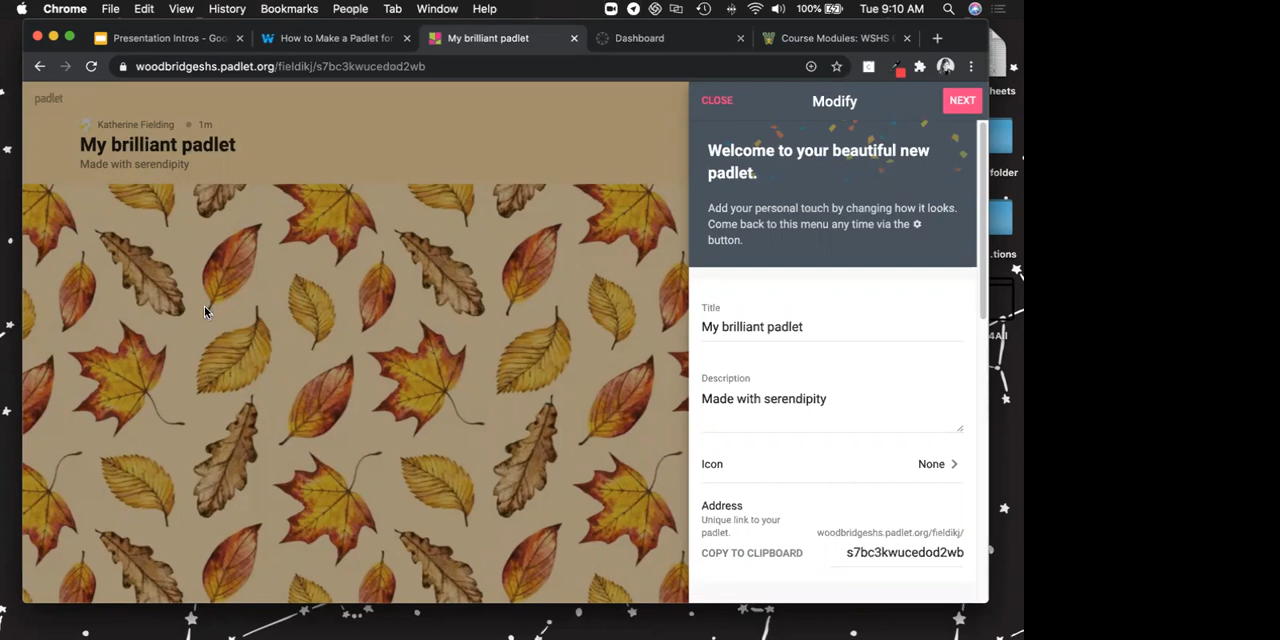 Chrome File Edit View History Bookmarks People Tab Window Help 100% Tue 9:10 AM
Presentation Intros - Goo
How to Make a Padlet for
My brilliant padlet
Dashboard
Course Modules: WSHS
woodbridgeshs.padlet.org/fieldikj/s7bc3kwucedod2wb
padlet
Katherine Fielding 1m
My brilliant padlet
Made with serendipity
CLOSE Modify NEXT
Welcome to your beautiful new
padlet.
Add your personal touch by changing how it looks.
Come back to this menu any time via the
button.
Title
My brilliant padlet
Description
Made with serendipity
Icon None
Address
Unique link to your
padlet. woodbridgeshs.padlet.org/fieldikj/
COPY TO CLIPBOARD s7bc3kwucedod2wb
heets
folder
.tions
4All